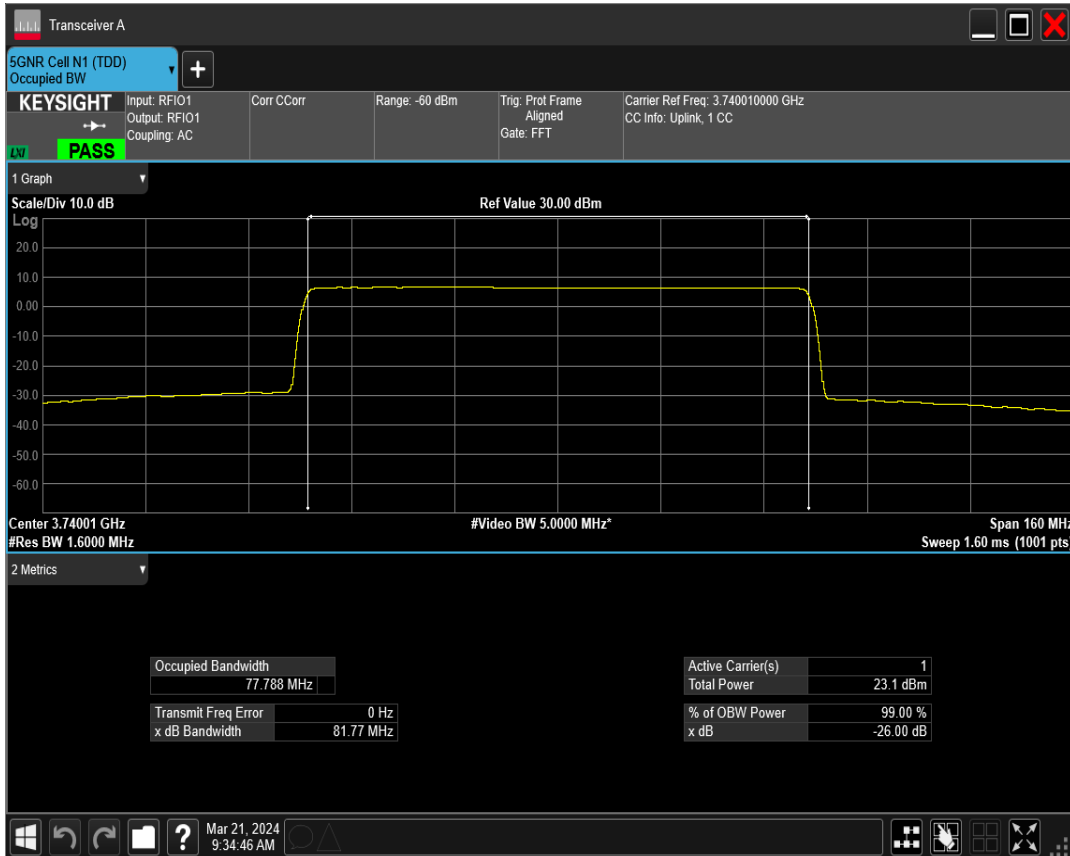 Transceiver A
5GNR Cell N1 (TDD)
Occupied BW
+
KEYSIGHT
LXI
PASS
Input: RFIO1
Output: RFIO1
Coupling: AC
Corr CCorr
Range: -60 dBm
Trig: Prot Frame
Aligned
Gate: FFT
Carrier Ref Freq: 3.740010000 GHz
CC Info: Uplink, 1 CC
1 Graph
Scale/Div 10.0 dB
Ref Value 30.00 dBm
Log
20.0
10.0
0.00
-10.0
-20.0
-30.0
-40.0
-50.0
-60.0
Center 3.74001 GHz
#Video BW 5.0000 MHz*
Span 160 MHz
#Res BW 1.6000 MHz
Sweep 1.60 ms (1001 pts)
2 Metrics
Occupied Bandwidth
77.788 MHz
Transmit Freq Error 0 Hz
x dB Bandwidth 81.77 MHz
Active Carrier(s) 1
Total Power 23.1 dBm
% of OBW Power 99.00 %
x dB -26.00 dB
?
Mar 21, 2024
9:34:46 AM